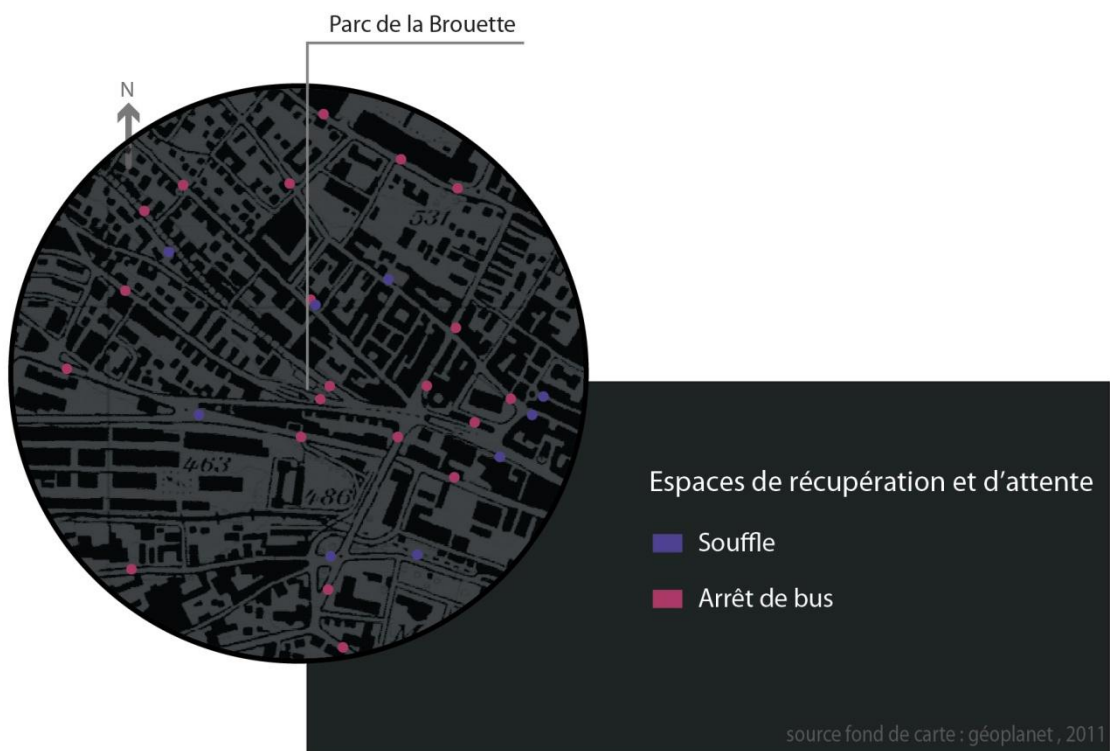 Parc de la Brouette
N
531
463
486
Espaces de récupération et d'attente
Souffle
Arrêt de bus
source fond de carte : géoplanet , 2011